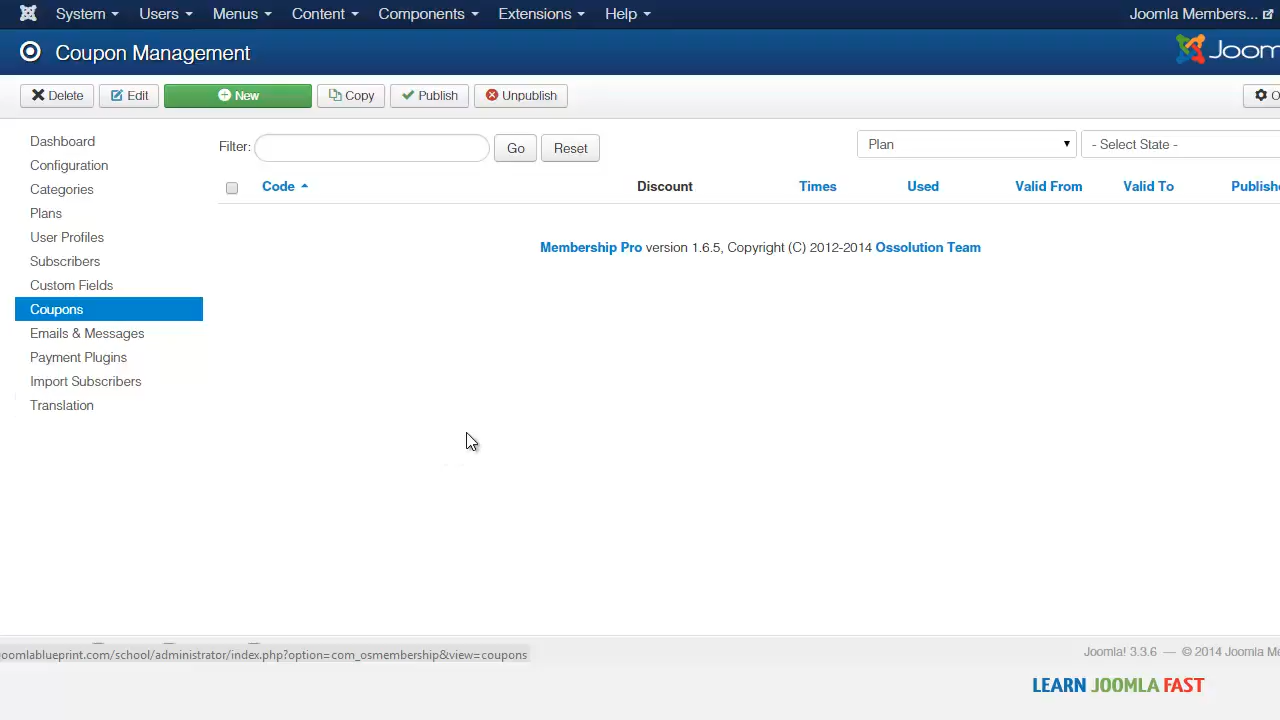 System Users Menus Content Components Extensions Help Joomla Members...
Coupon Management
Delete Edit New Copy Publish Unpublish
Dashboard
Configuration
Categories
Plans
User Profiles
Subscribers
Custom Fields
Coupons
Emails & Messages
Payment Plugins
Import Subscribers
Translation
Filter: Go Reset Plan - Select State -
Code Discount Times Used Valid From Valid To
Membership Pro version 1.6.5, Copyright (C) 2012-2014 Ossolution Team
oomlablueprint.com/school/administrator/index.php?option=com_osmembership&view=coupons
Joomla! 3.3.6 — © 2014 Joomla
LEARN JOOMLA FAST